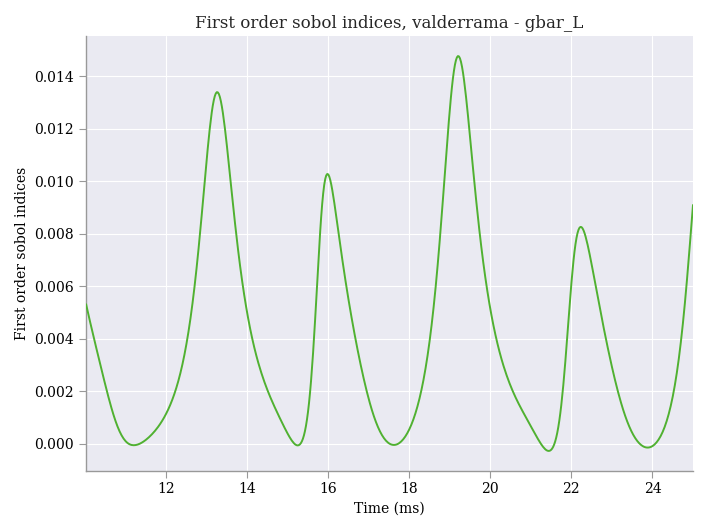 First order sobol indices, valderrama - gbar_L
0.014
0.012
0.010
0.008
0.006
0.004
0.002
0.000
First order sobol indices
12 14 16 18 20 22 24
Time (ms)